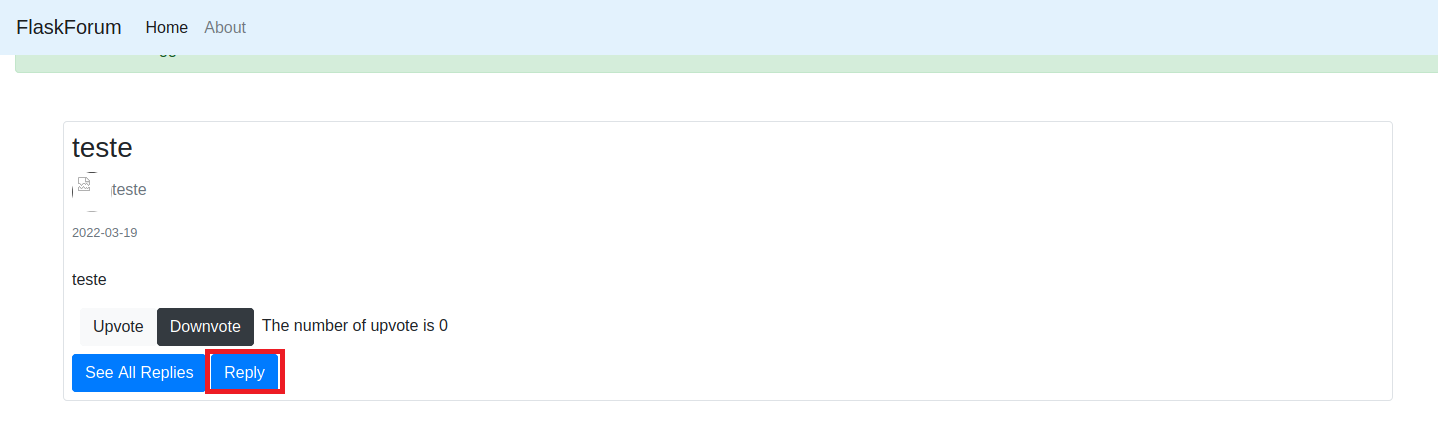 FlaskForum Home About
teste
teste
2022-03-19
teste
Upvote Downvote The number of upvote is 0
See All Replies Reply